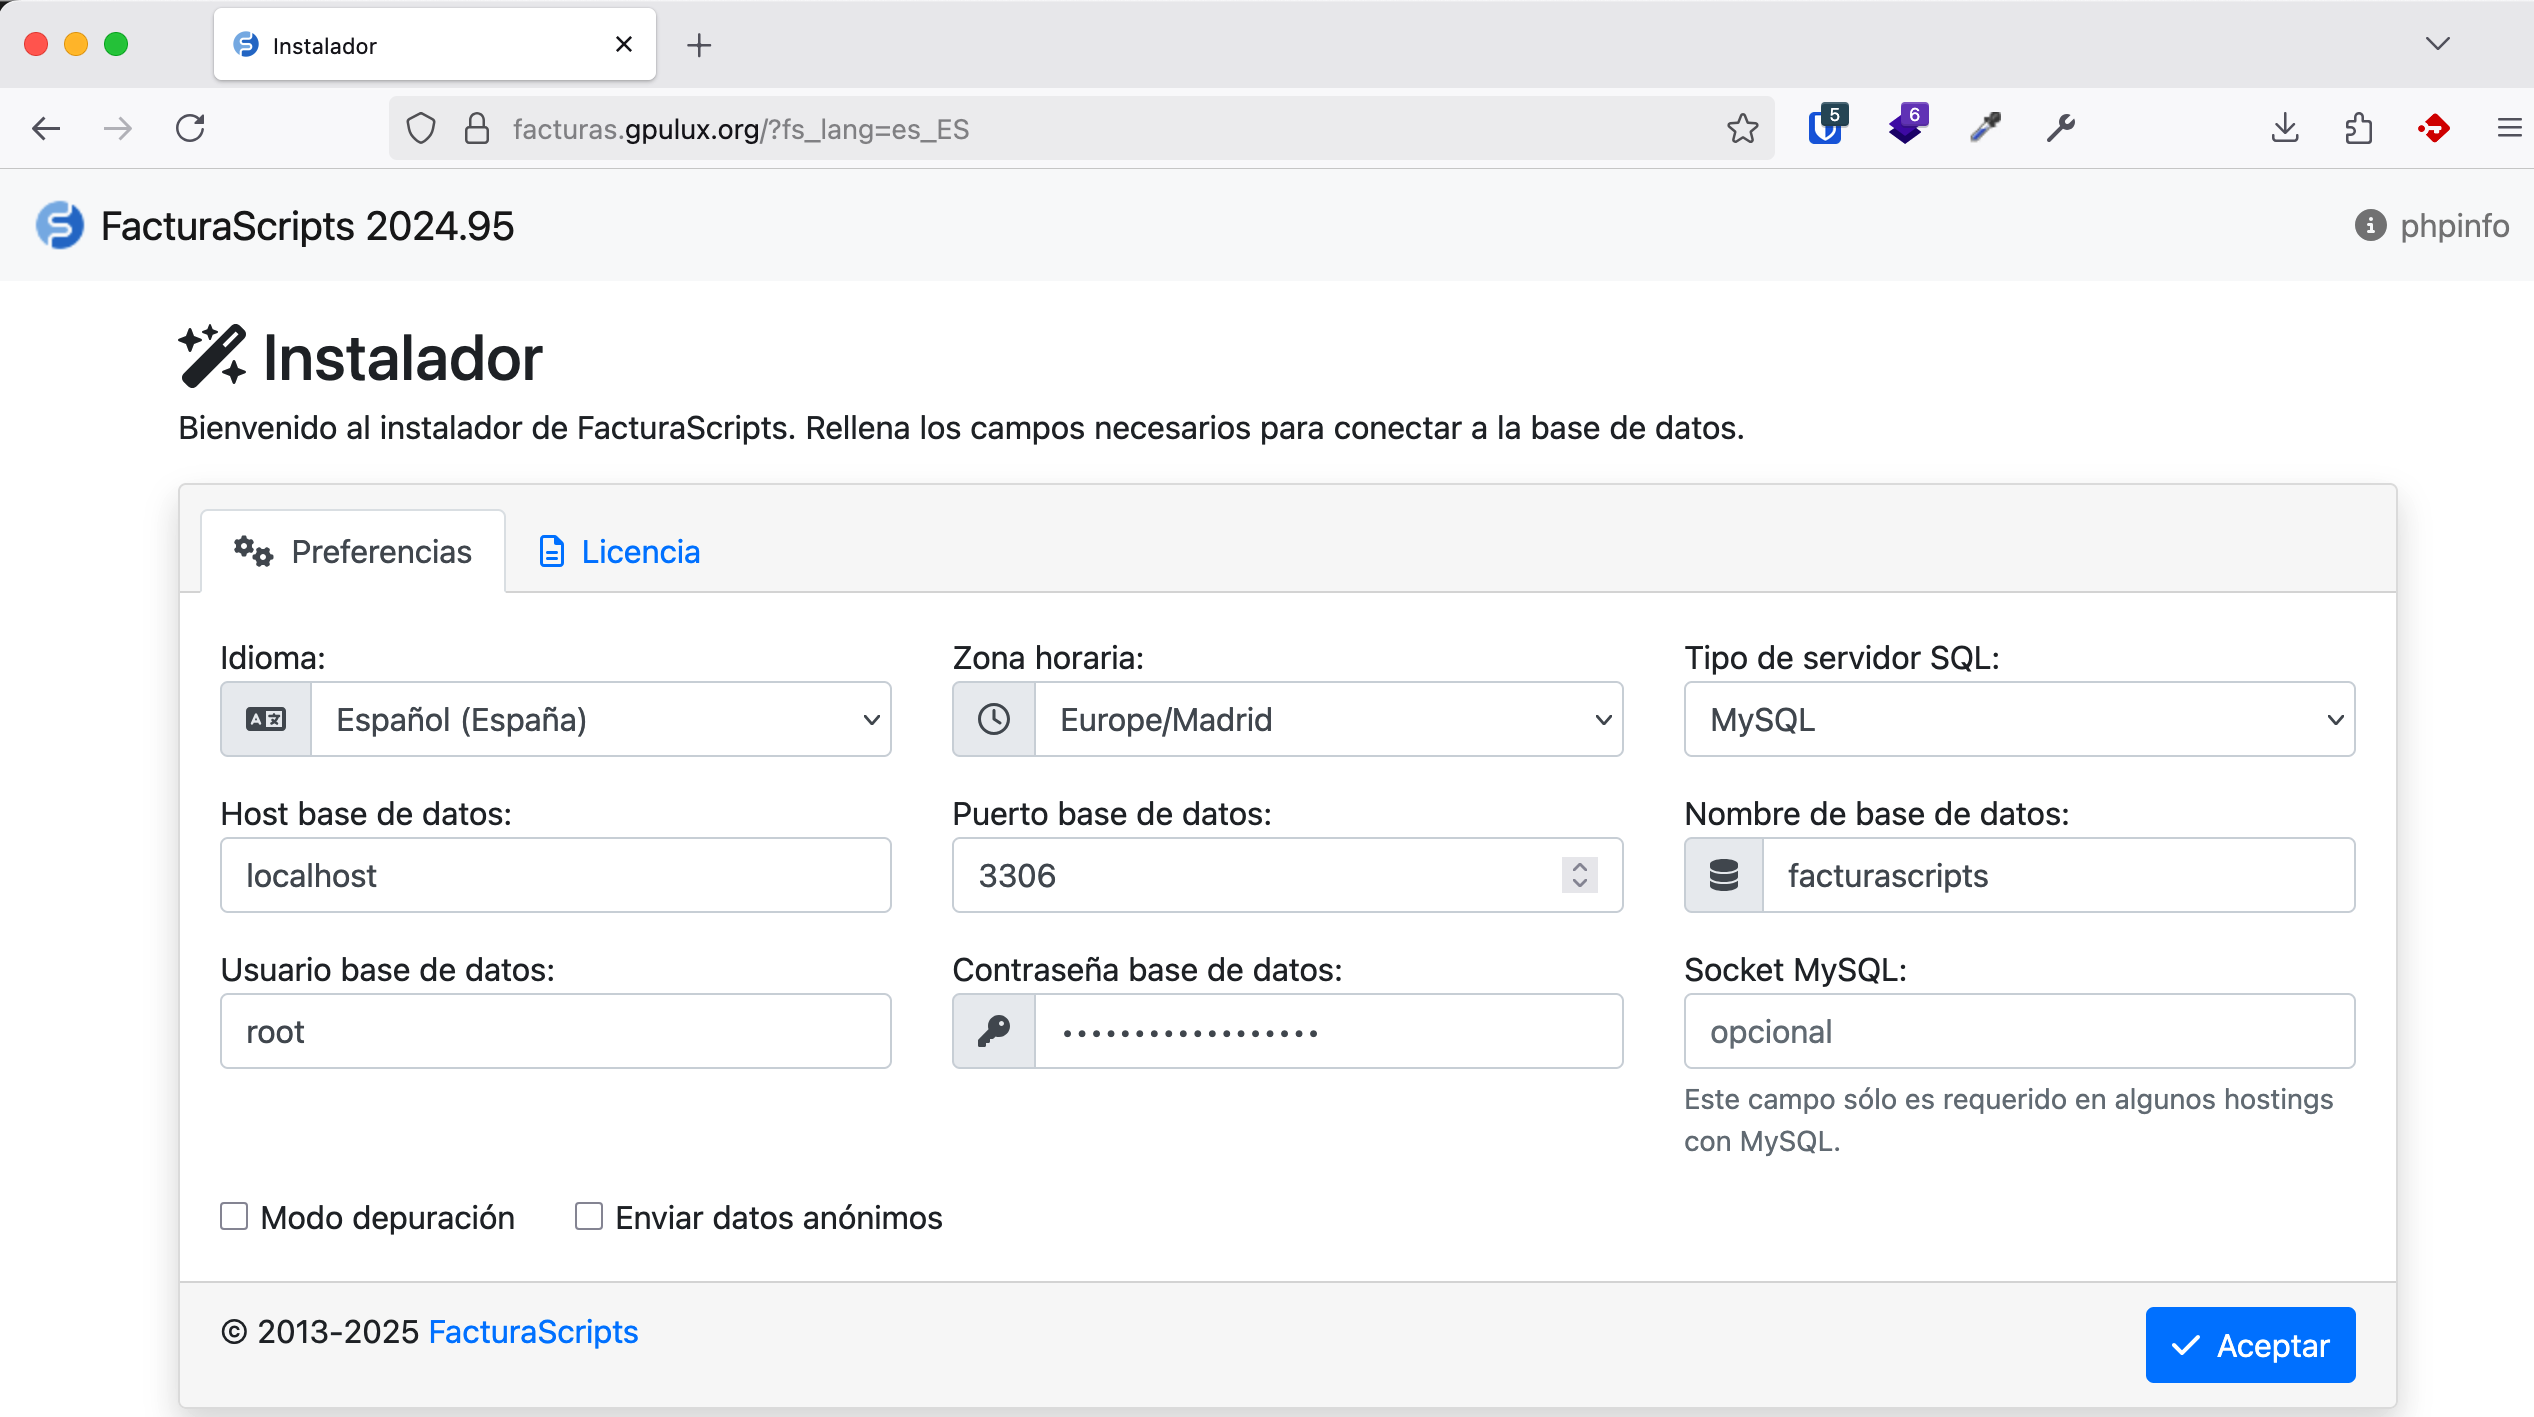 Instalador
facturas.gpulux.org/?fs_lang=es_ES
5
6
FacturaScripts 2024.95
phpinfo
Instalador
Bienvenido al instalador de FacturaScripts. Rellena los campos necesarios para conectar a la base de datos.
Preferencias
Licencia
Idioma:
Zona horaria:
Tipo de servidor SQL:
Español (España)
Europe/Madrid
MySQL
Host base de datos:
Puerto base de datos:
Nombre de base de datos:
localhost
3306
facturascripts
Usuario base de datos:
Contraseña base de datos:
Socket MySQL:
root
••••••••••••••••••
opcional
Este campo sólo es requerido en algunos hostings
con MySQL.
Modo depuración
Enviar datos anónimos
© 2013-2025 FacturaScripts
Aceptar